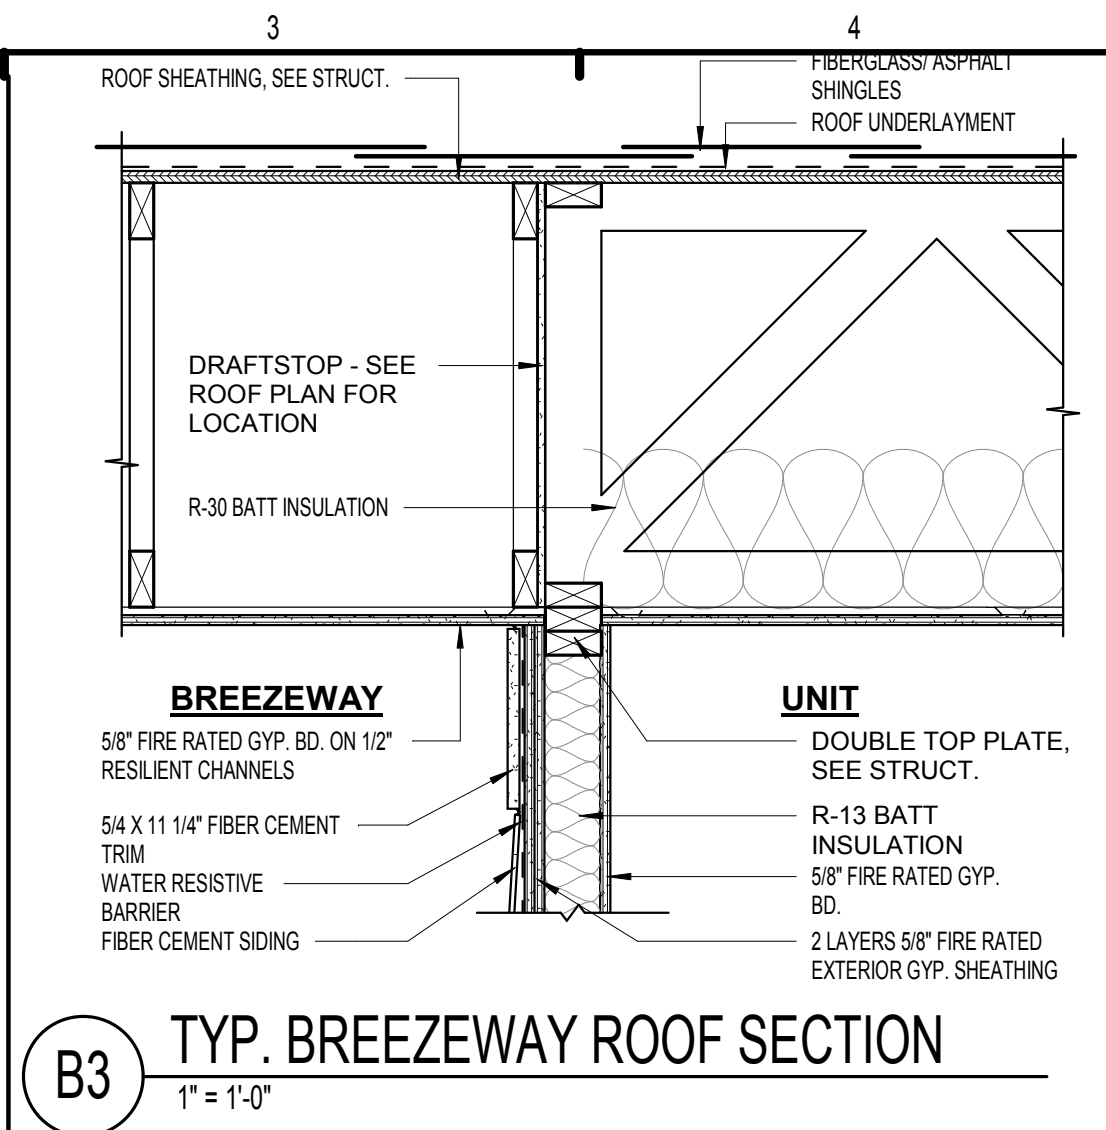 3
4
ROOF SHEATHING, SEE STRUCT.
FIBERGLASS/ ASPHALT
SHINGLES
ROOF UNDERLAYMENT
DRAFTSTOP - SEE
ROOF PLAN FOR
LOCATION
R-30 BATT INSULATION
BREEZEWAY
5/8" FIRE RATED GYP. BD. ON 1/2"
RESILIENT CHANNELS
5/4 X 11 1/4" FIBER CEMENT
TRIM
WATER RESISTIVE
BARRIER
FIBER CEMENT SIDING
UNIT
DOUBLE TOP PLATE,
SEE STRUCT.
R-13 BATT
INSULATION
5/8" FIRE RATED GYP.
BD.
2 LAYERS 5/8" FIRE RATED
EXTERIOR GYP. SHEATHING
B3
TYP. BREEZEWAY ROOF SECTION
1" = 1'-0"